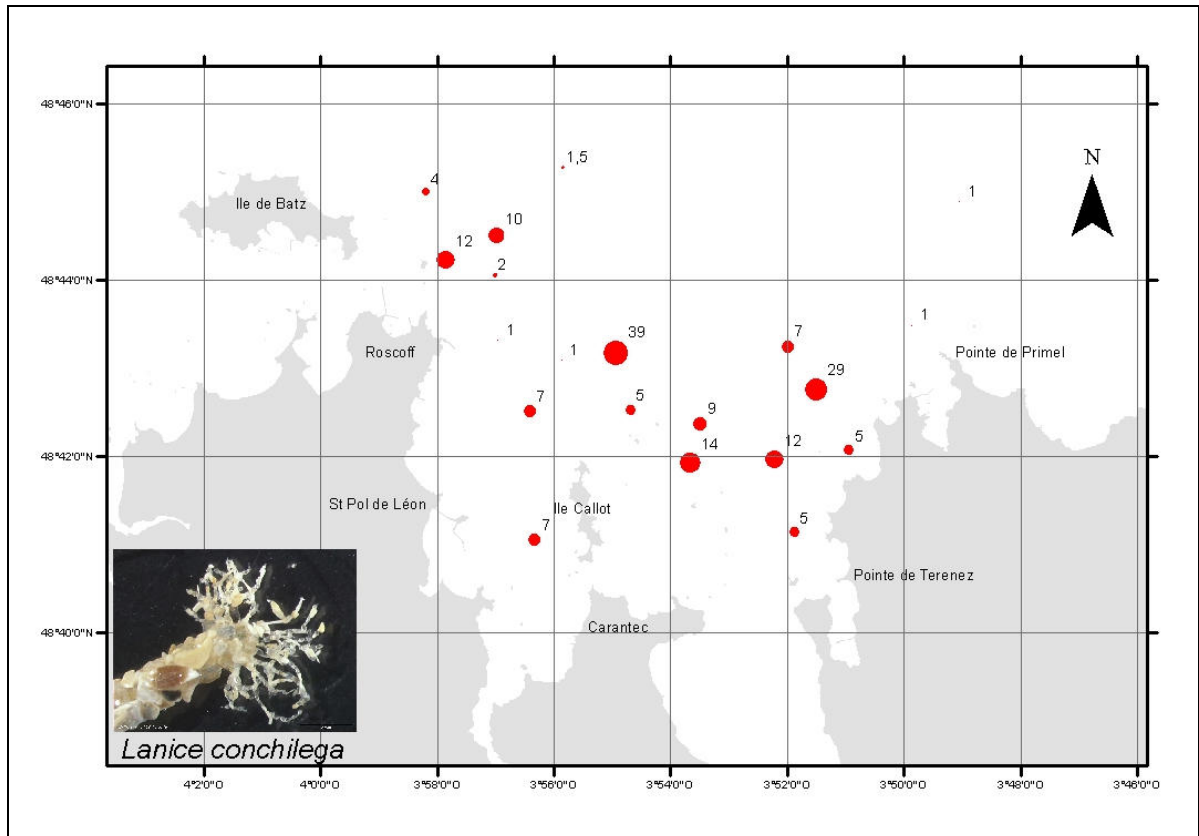 48°46'0"N
1,5
4
1
N
Ile de Batz
10
12
2
48°44'0"N
1
1
39
7
1
Roscoff
Pointe de Primel
29
7
5
9
14
12
5
48°42'0"N
St Pol de Léon
Ile Callot
7
5
Pointe de Terenez
48°40'0"N
Carantec
Lanice conchilega
4°2'0"O
4°0'0"O
3°58'0"O
3°56'0"O
3°54'0"O
3°52'0"O
3°50'0"O
3°48'0"O
3°46'0"O